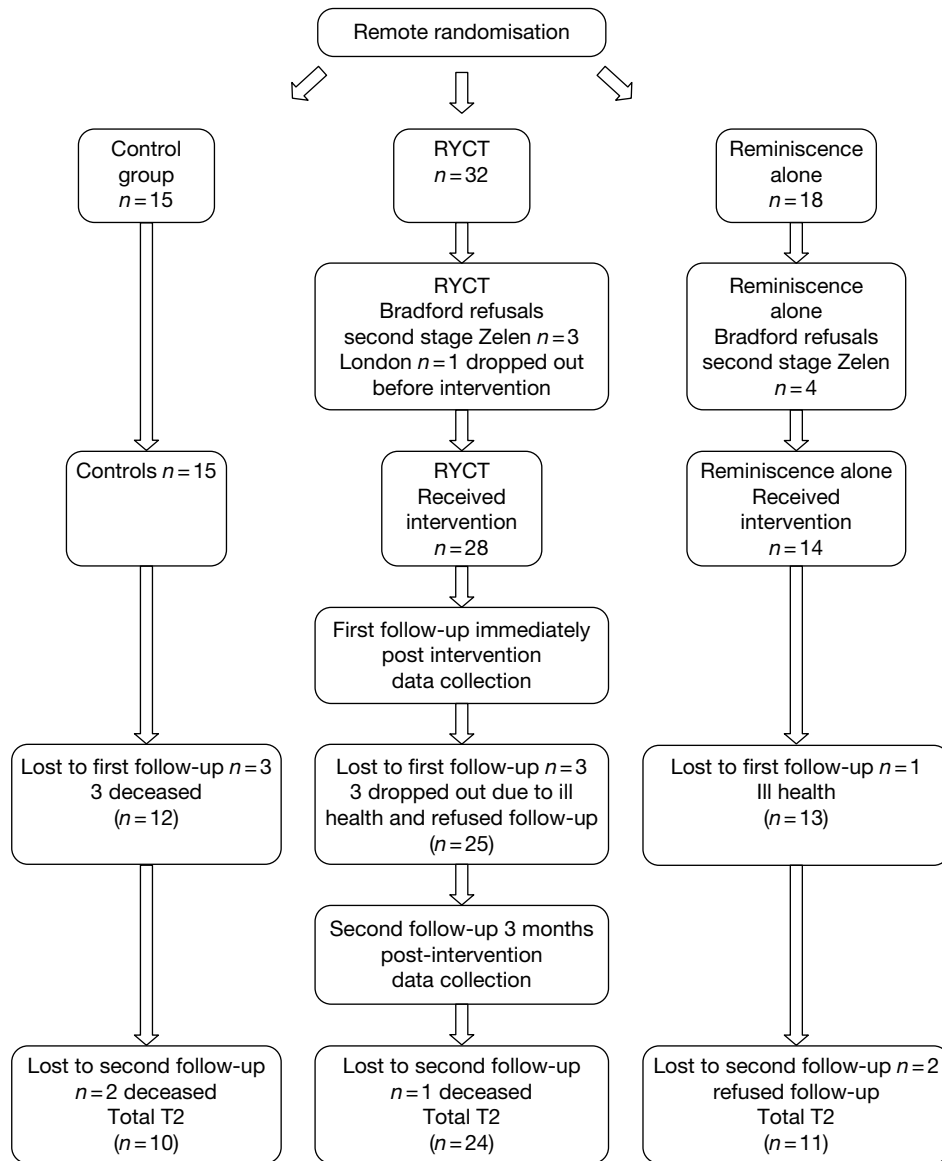 Remote randomisation
Control
group
n = 15
RYCT
n = 32
Reminiscence
alone
n = 18
RYCT
Bradford refusals
second stage Zelen n = 3
London n = 1 dropped out
before intervention
Reminiscence
alone
Bradford refusals
second stage Zelen
n = 4
Controls n = 15
RYCT
Received
intervention
n = 28
Reminiscence alone
Received
intervention
n = 14
First follow-up immediately
post intervention
data collection
Lost to first follow-up n = 3
3 deceased
(n = 12)
Lost to first follow-up n = 3
3 dropped out due to ill
health and refused follow-up
(n = 25)
Lost to first follow-up n = 1
Ill health
(n = 13)
Second follow-up 3 months
post-intervention
data collection
Lost to second follow-up
n = 2 deceased
Total T2
(n = 10)
Lost to second follow-up
n = 1 deceased
Total T2
(n = 24)
Lost to second follow-up n = 2
refused follow-up
Total T2
(n = 11)